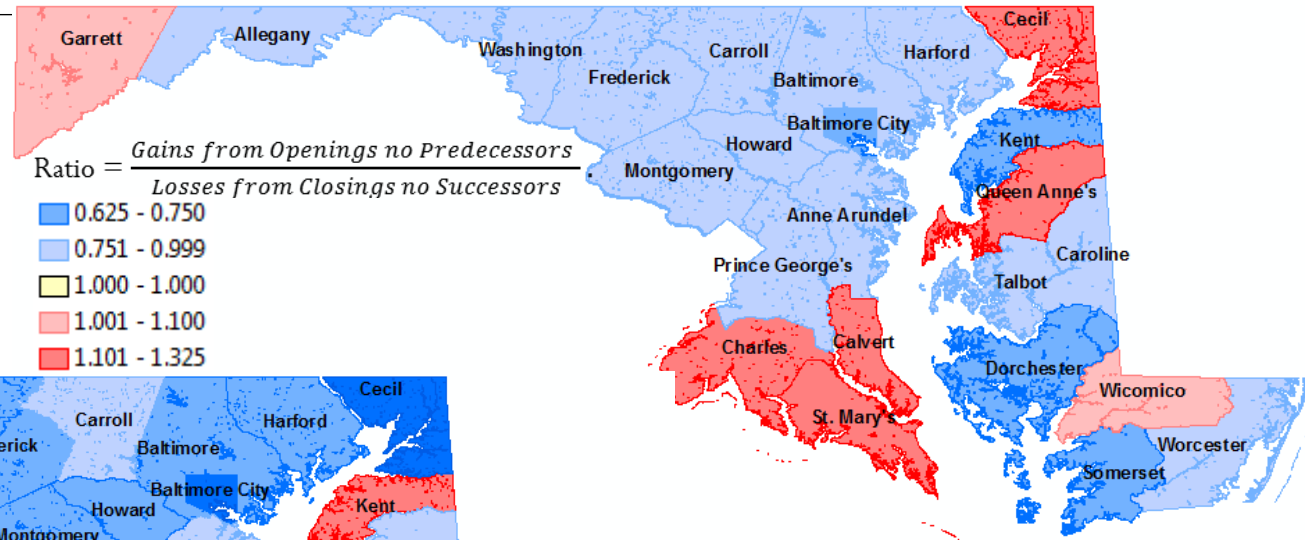 Cecil
Garrett
Allegany
Washington
Carroll
Harford
Frederick
Baltimore
Baltimore City
Kent
Howard
Ratio = Gains from Openings no Predecessors
Losses from Closings no Successors .
Montgomery
Queen Anne's
0.625 - 0.750
Anne Arundel
0.751 - 0.999
Caroline
Prince George's
Talbot
1.000 - 1.000
1.001 - 1.100
Calvert
Charles
1.101 - 1.325
Dorchester
Wicomico
St. Mary's
Worcester
Somerset
Cecil
Carroll
Harford
erick
Baltimore
Baltimore City
Kent
Howard
Montgomery